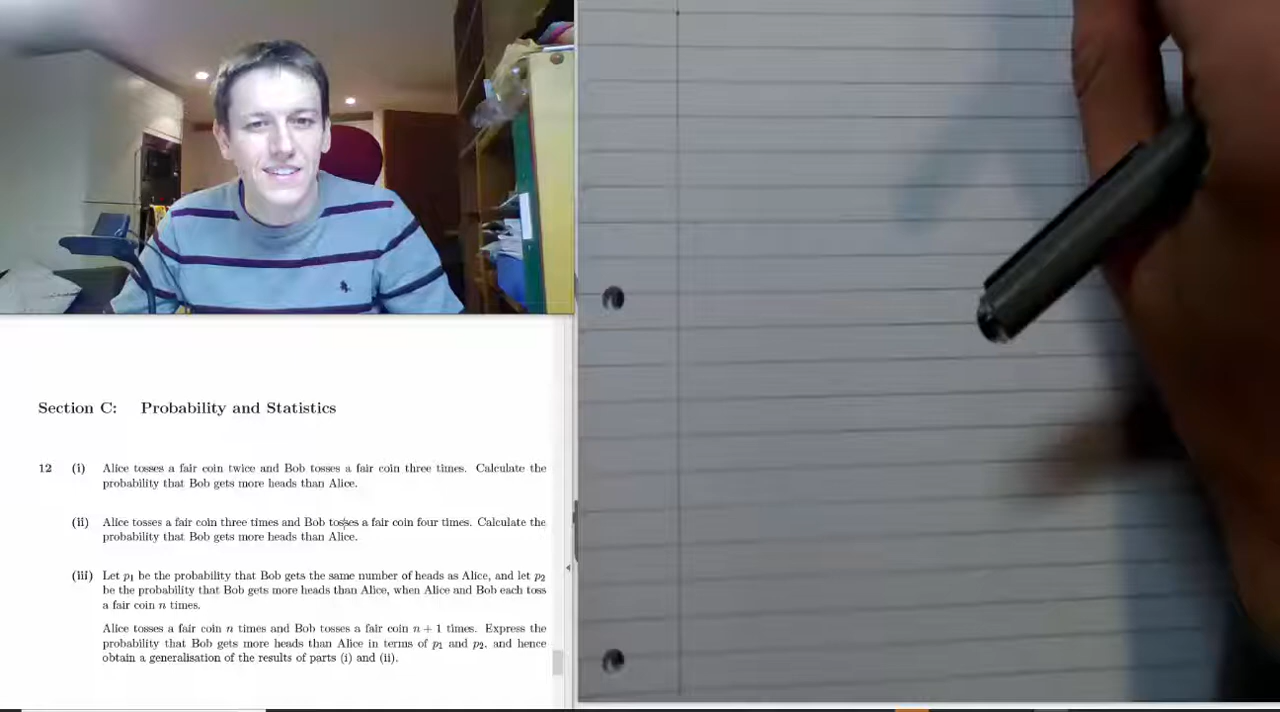 Section C: Probability and Statistics
12 (i) Alice tosses a fair coin twice and Bob tosses a fair coin three times. Calculate the
probability that Bob gets more heads than Alice.
(ii) Alice tosses a fair coin three times and Bob tosses a fair coin four times. Calculate the
probability that Bob gets more heads than Alice.
(iii) Let p₁ be the probability that Bob gets the same number of heads as Alice, and let p₂
be the probability that Bob gets more heads than Alice, when Alice and Bob each toss
a fair coin n times.
Alice tosses a fair coin n times and Bob tosses a fair coin n + 1 times. Express the
probability that Bob gets more heads than Alice in terms of p₁ and p₂, and hence
obtain a generalisation of the results of parts (i) and (ii).